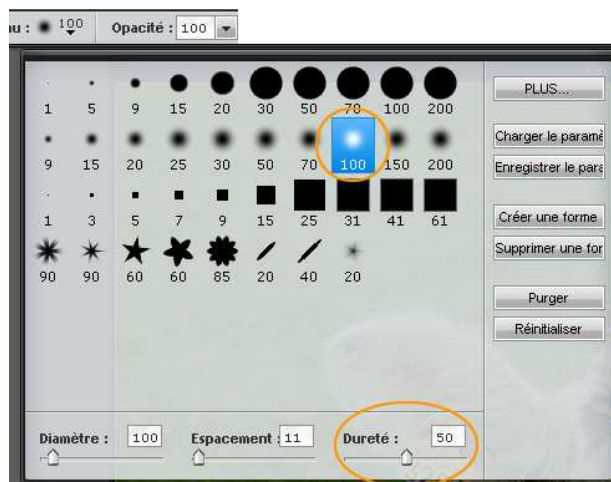 u : 100 Opacité : 100
1 5 9 15 20 30 50 70 100 200
PLUS...
9 15 20 25 30 50 70 100 150 200
Charger le paramè
Enregistrer le para
1 3 5 7 9 15 25 31 41 61
Créer une forme
Supprimer une for
90 90 60 60 85 20 40 20
Purger
Réinitialiser
Diamètre : 100 Espacement : 11 Dureté : 50